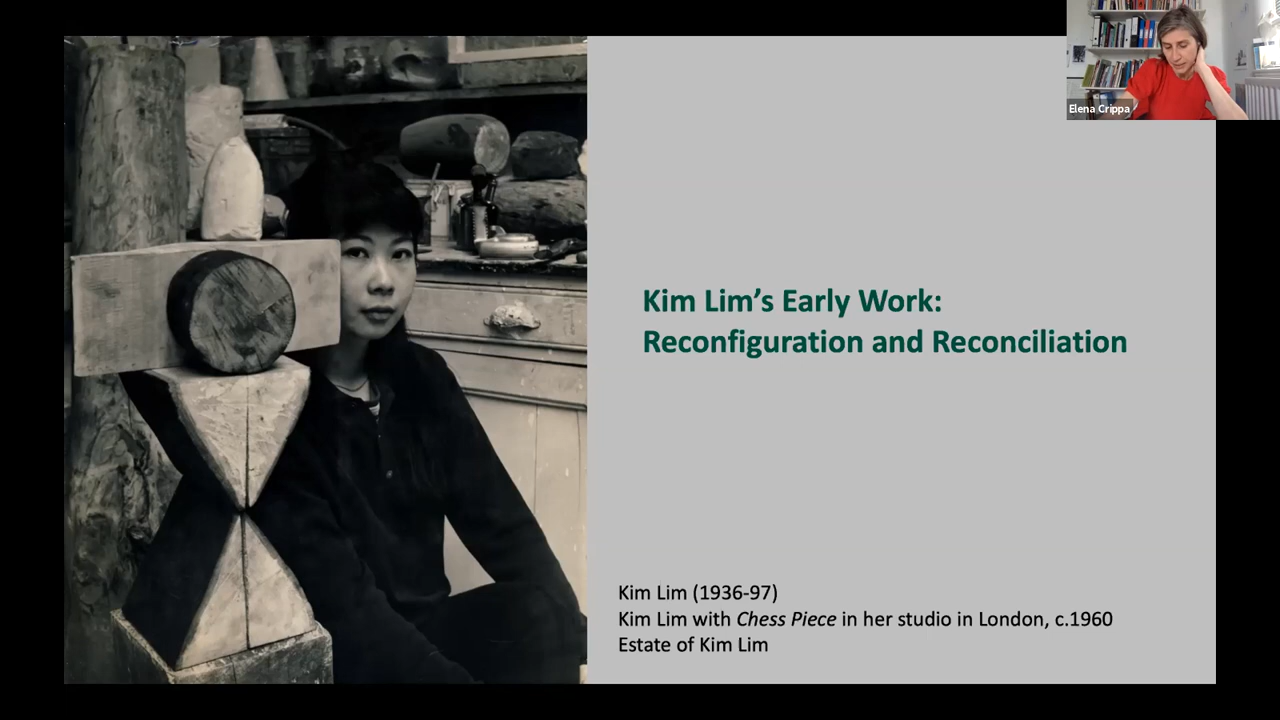 Elena Crippa
Kim Lim’s Early Work:
Reconfiguration and Reconciliation
Kim Lim (1936-97)
Kim Lim with Chess Piece in her studio in London, c.1960
Estate of Kim Lim